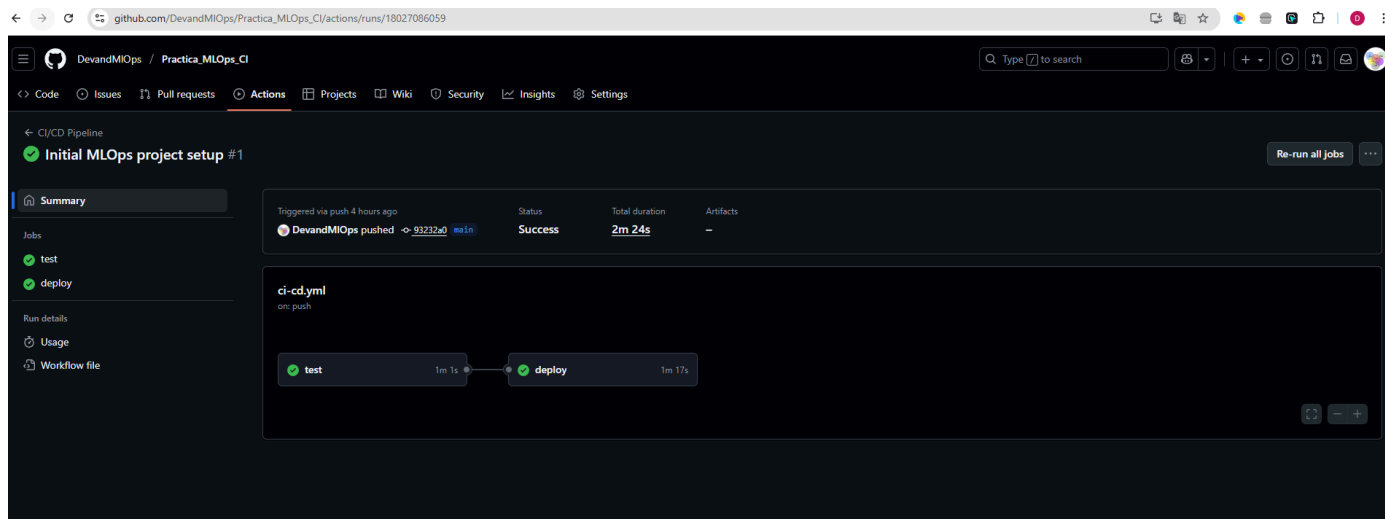 github.com/DevandMlOps/Practica_MLOps_CI/actions/runs/18027086059
D
DevandMlOps / Practica_MLOps_CI
Type / to search
Code Issues Pull requests Actions Projects Wiki Security Insights Settings
CI/CD Pipeline
Initial MLOps project setup #1
Re-run all jobs
Summary
Jobs
test
deploy
Run details
Usage
Workflow file
Triggered via push 4 hours ago Status Total duration Artifacts
DevandMlOps pushed 93232a0 main Success 2m 24s –
ci-cd.yml
on: push
test 1m 1s deploy 1m 17s